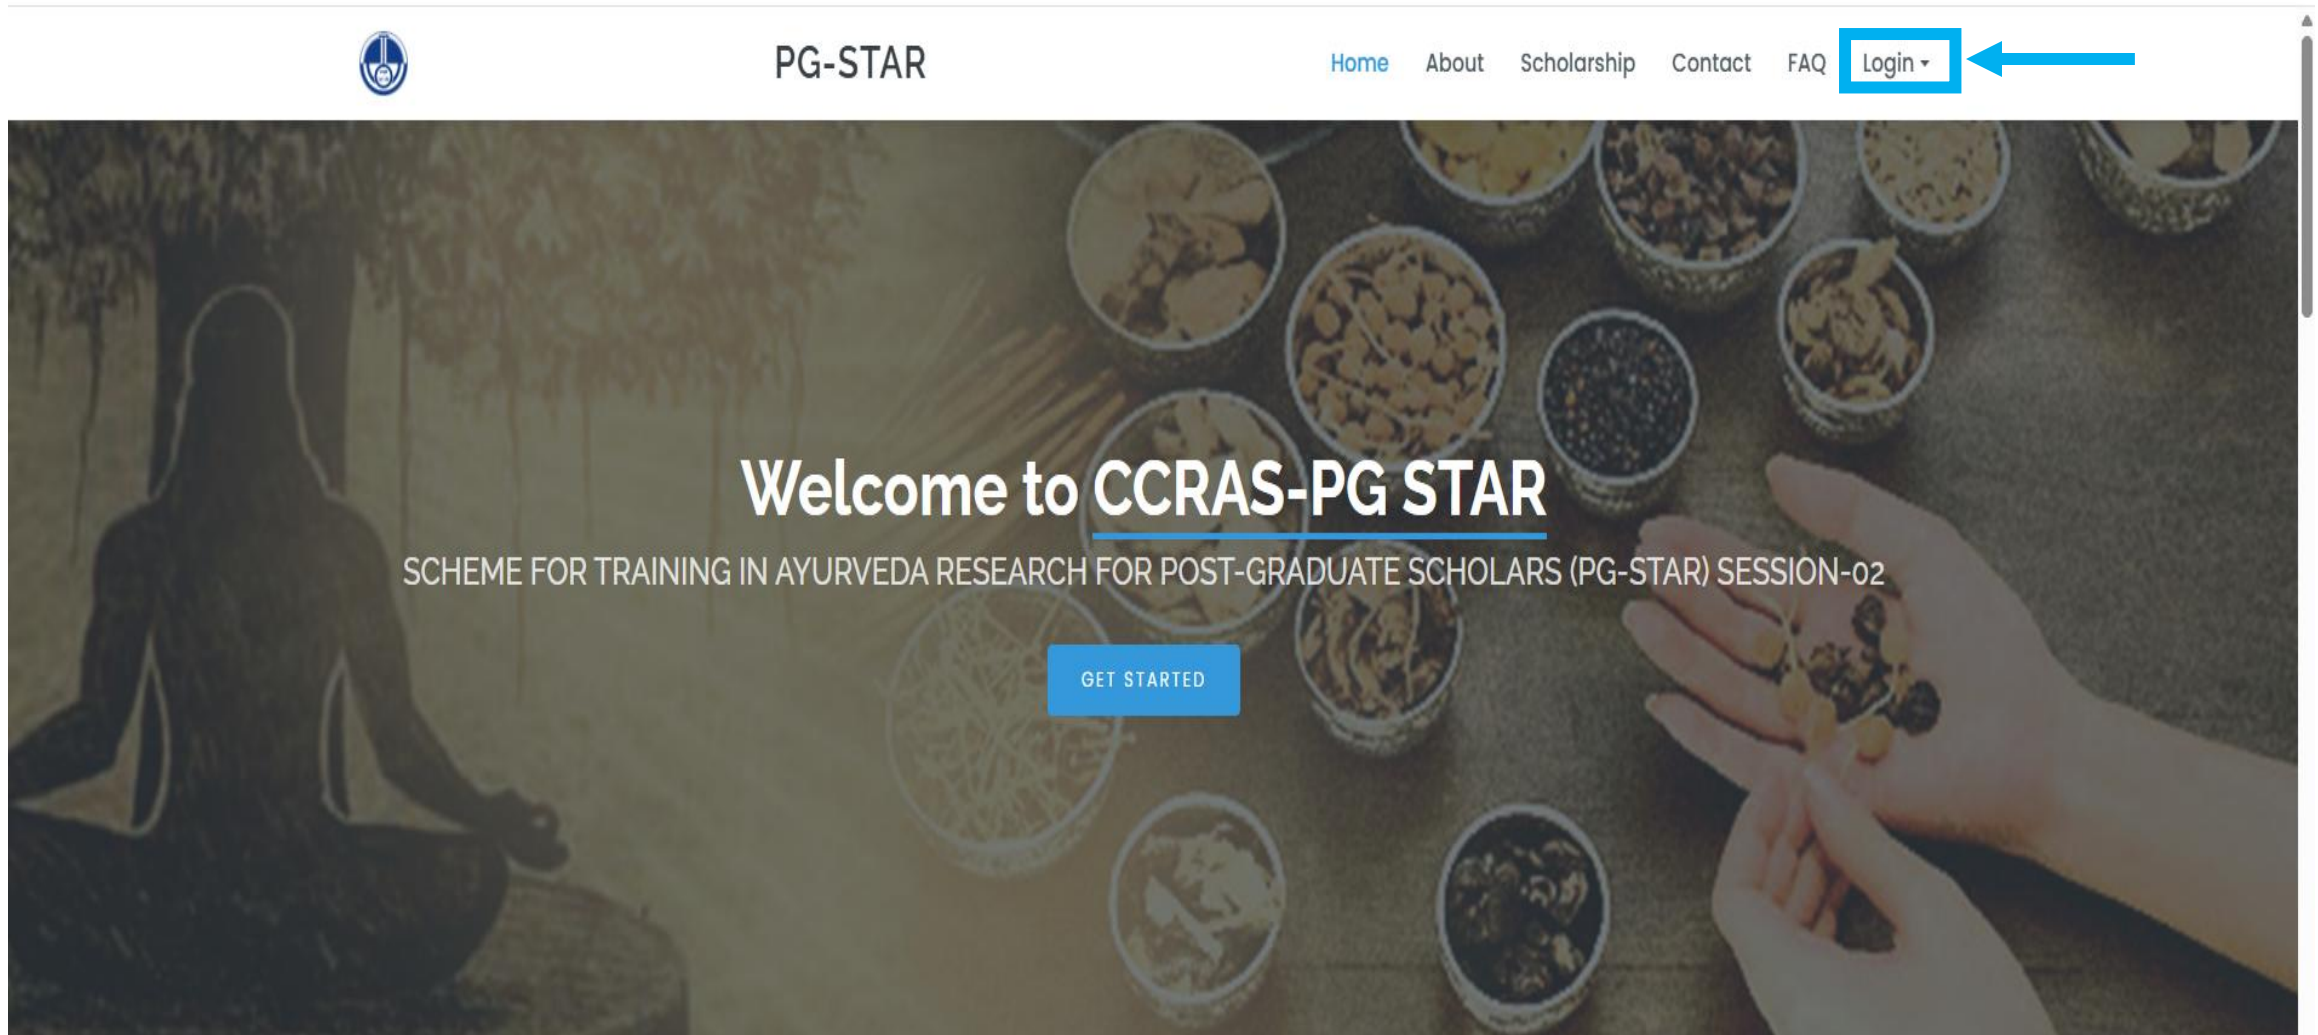 PG-STAR
Home About Scholarship Contact FAQ Login
Welcome to CCRAS-PG STAR
SCHEME FOR TRAINING IN AYURVEDA RESEARCH FOR POST-GRADUATE SCHOLARS (PG-STAR) SESSION-02
GET STARTED